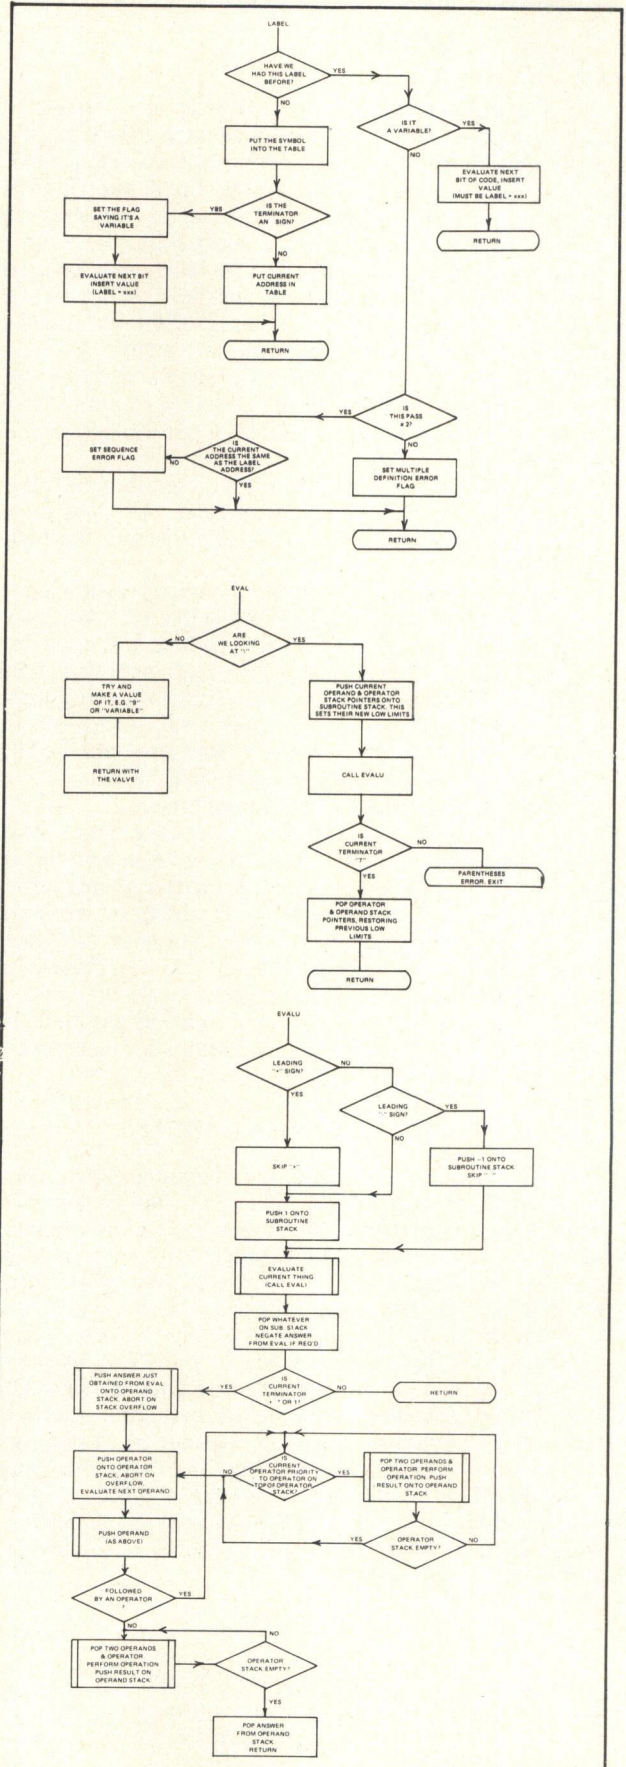 LABEL
HAVE WE
HAD THIS LABEL
BEFORE?
YES
NO
IS IT
A VARIABLE?
YES
NO
PUT THE SYMBOL
INTO THE TABLE
EVALUATE NEXT
BIT OF CODE, INSERT
VALUE
(MUST BE LABEL = xxx)
RETURN
IS THE
TERMINATOR
AN SIGN?
YBS
NO
SET THE FLAG
SAYING IT'S A
VARIABLE
EVALUATE NEXT BIT
INSERT VALUE
(LABEL = xxx)
PUT CURRENT
ADDRESS IN
TABLE
RETURN
IS
THIS PASS
# 2?
YES
NO
IS
THE CURRENT
ADDRESS THE SAME
AS THE LABEL
ADDRESS?
NO
YES
SET SEQUENCE
ERROR FLAG
SET MULTIPLE
DEFINITION ERROR
FLAG
RETURN
EVAL
ARE
WE LOOKING
AT "("
NO
YES
TRY AND
MAKE A VALUE
OF IT, E.G. "9"
OR "VARIABLE"
RETURN WITH
THE VALVE
PUSH CURRENT
OPERAND & OPERATOR
STACK POINTERS ONTO
SUBROUTINE STACK. THIS
SETS THEIR NEW LOW LIMITS
CALL EVALU
IS
CURRENT
TERMINATOR
"7"
NO
YES
PARENTHESES
ERROR. EXIT
POP OPERATOR
& OPERAND STACK
POINTERS, RESTORING
PREVIOUS LOW
LIMITS
RETURN
EVALU
LEADING
"+" SIGN?
NO
YES
LEADING
"-" SIGN?
YES
NO
SKIP "+"
PUSH -1 ONTO
SUBROUTINE STACK
SKIP "-"
PUSH 1 ONTO
SUBROUTINE
STACK
EVALUATE
CURRENT THING
(CALL EVAL)
POP WHATEVER
ON SUB. STACK
NEGATE ANSWER
FROM EVAL IF REQ'D
IS
CURRENT
TERMINATOR
YES
NO
RETURN
PUSH ANSWER JUST
OBTAINED FROM EVAL
ONTO OPERAND
STACK. ABORT ON
STACK OVERFLOW
PUSH OPERATOR
ONTO OPERATOR
STACK, ABORT ON
OVERFLOW.
EVALUATE NEXT OPERAND
IS
CURRENT
OPERATOR PRIORITY
TO OPERATOR ON
TOP OF OPERATOR
STACK?
NO
YES
POP TWO OPERANDS &
OPERATOR PERFORM
OPERATION PUSH
RESULT ONTO OPERAND
STACK
OPERATOR
STACK EMPTY?
YES
NO
PUSH OPERAND
(AS ABOVE)
FOLLOWED
BY AN OPERATOR
?
YES
NO
POP TWO OPERANDS
& OPERATOR
PERFORM OPERATION
PUSH RESULT ON
OPERAND STACK
OPERATOR
STACK EMPTY?
NO
YES
POP ANSWER
FROM OPERAND
STACK
RETURN